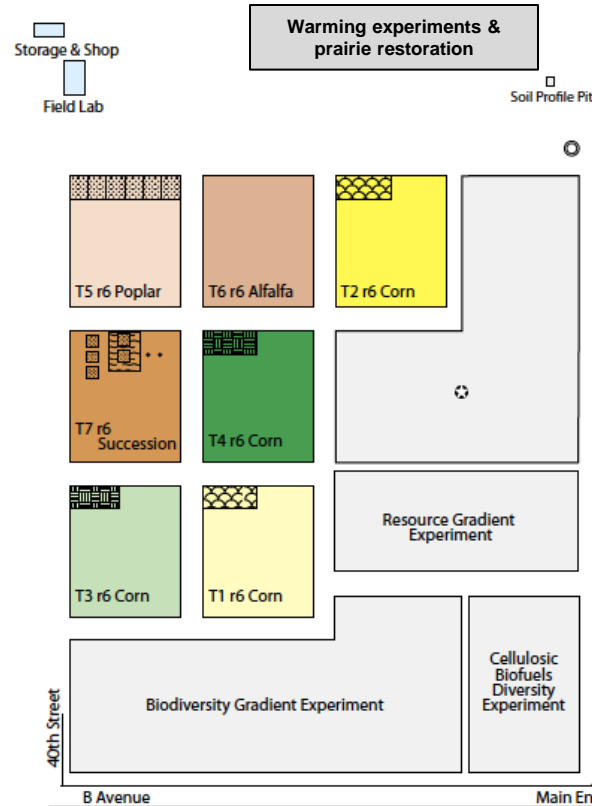 Warming experiments &
prairie restoration
Storage & Shop
Field Lab
Soil Profile Pit
T5 r6 Poplar
T6 r6 Alfalfa
T2 r6 Corn
T7 r6
Succession
T4 r6 Corn
Resource Gradient
Experiment
T3 r6 Corn
T1 r6 Corn
Biodiversity Gradient Experiment
Cellulosic
Biofuels
Diversity
Experiment
40th Street
B Avenue
Main En